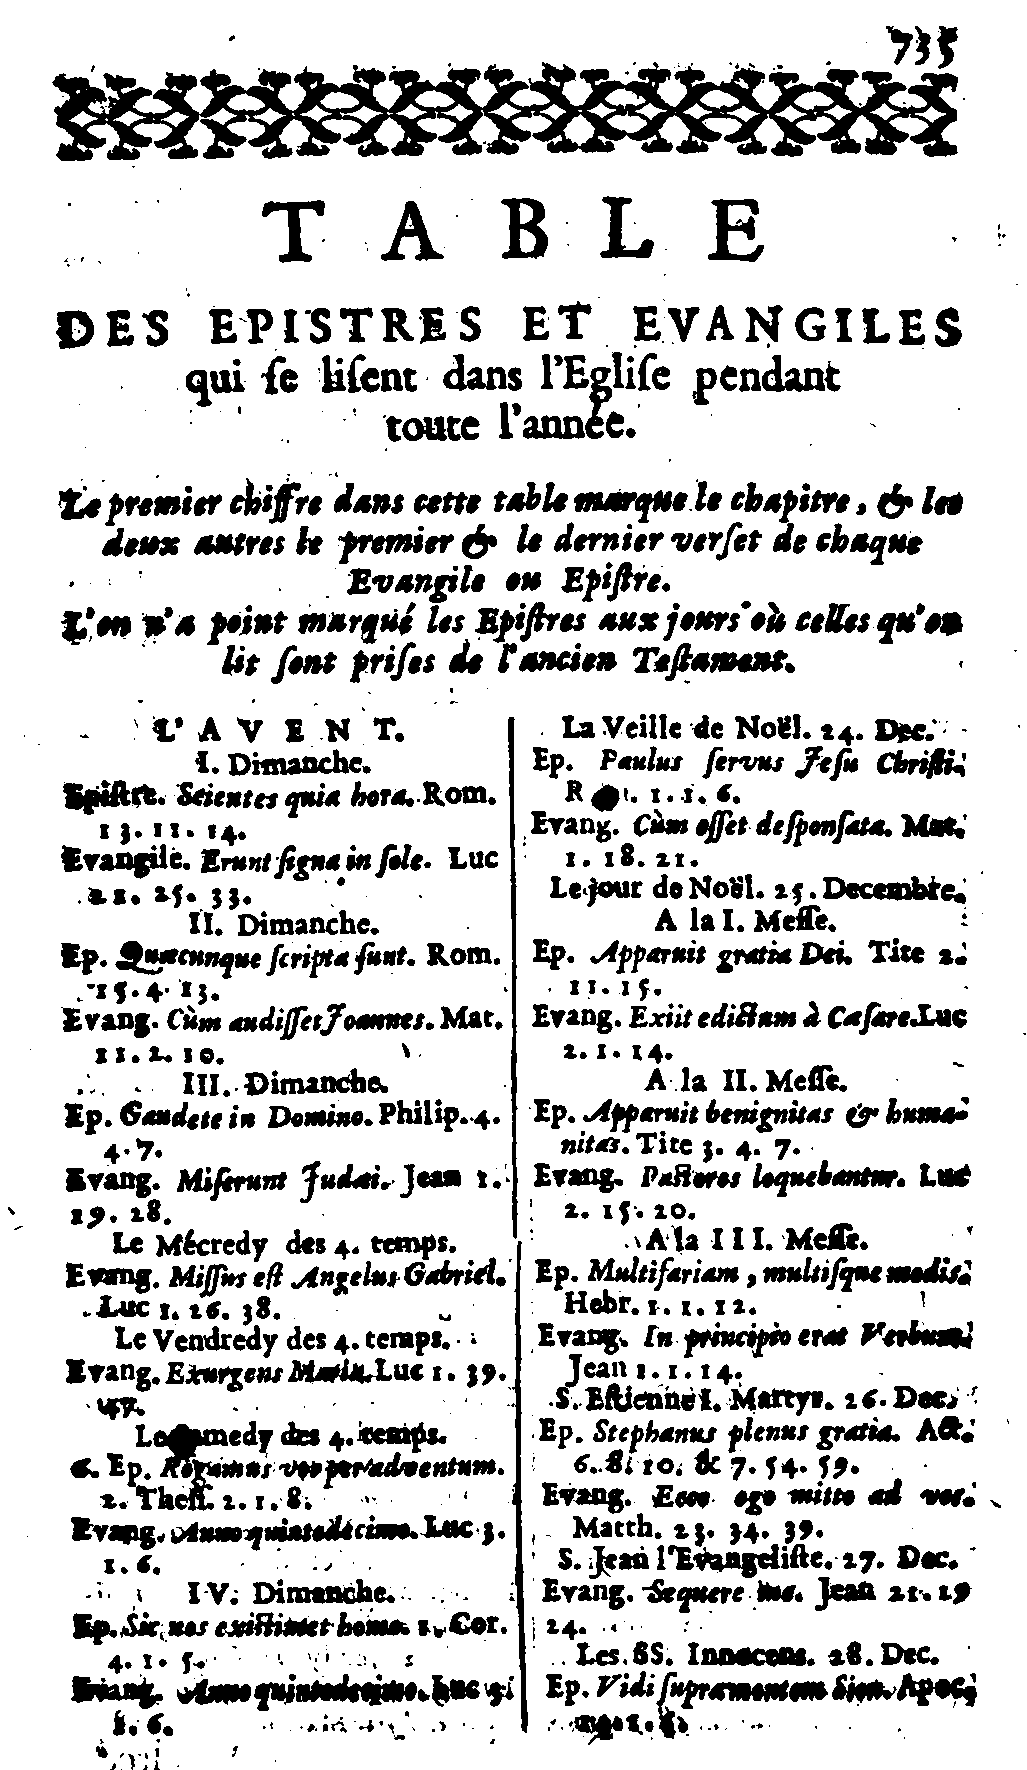 735
TABLE
DES EPISTRES ET EVANGILES
qui ſe liſent dans l'Egliſe pendant
toute l'année.
Le premier chiffre dans cette table marque le chapitre, & les
deux autres le premier & le dernier verſet de chaque
Evangile ou Epiſtre.
L'on n'a point marqué les Epiſtres aux jours où celles qu'on
lit ſont priſes de l'ancien Teſtament.
L'AVENT.
I. Dimanche.
Epiſtre. Scientes quia hora. Rom.
13. 11. 14.
Evangile. Erunt ſigna in ſole. Luc
21. 25. 33.
II. Dimanche.
Ep. Quæcunque ſcripta ſunt. Rom.
15. 4. 13.
Evang. Cùm audiſſet Joannes. Mat.
11. 2. 10.
III. Dimanche.
Ep. Gaudete in Domino. Philip. 4.
4. 7.
Evang. Miſerunt Judæi. Jean 1.
19. 28.
Le Mécredy des 4. temps.
Evang. Miſſus eſt Angelus Gabriel.
Luc 1. 26. 38.
Le Vendredy des 4. temps.
Evang. Exurgens Maria. Luc 1. 39.
47.
Le Samedy des 4. temps.
6. Ep. Rogamus vos per adventum.
2. Theſſ. 2. 1. 8.
Evang. Anno quintodecimo. Luc 3.
1. 6.
IV. Dimanche.
Ep. Sic nos exiſtimet homo. 1. Cor.
4. 1. 5.
Evang. Anno quintodecimo. Luc 3.
1. 6.
La Veille de Noël. 24. Dec.
Ep. Paulus ſervus Jeſu Chriſti.
1. 1. 6.
Evang. Cùm eſſet deſponſata. Mat.
1. 18. 21.
Le jour de Noël. 25. Decembre.
A la I. Meſſe.
Ep. Apparuit gratia Dei. Tite 2.
11. 15.
Evang. Exiit edictum à Cæſare. Luc
2. 1. 14.
A la II. Meſſe.
Ep. Apparuit benignitas & huma-
nitas. Tite 3. 4. 7.
Evang. Paſtores loquebantur. Luc
2. 15. 20.
A la III. Meſſe.
Ep. Multifariam, multiſque modis.
Hebr. 1. 1. 12.
Evang. In principio erat Verbum.
Jean 1. 1. 14.
S. Eſtienne I. Martyr. 26. Dec.
Ep. Stephanus plenus gratia. Act.
6. 8. 10. & 7. 54. 59.
Evang. Ecce ego mitto ad vos.
Matth. 23. 34. 39.
S. Jean l'Evangeliſte. 27. Dec.
Evang. Sequere me. Jean 21. 19
24.
Les SS. Innocens. 28. Dec.
Ep. Vidi ſupra montem Sion. Apoc.